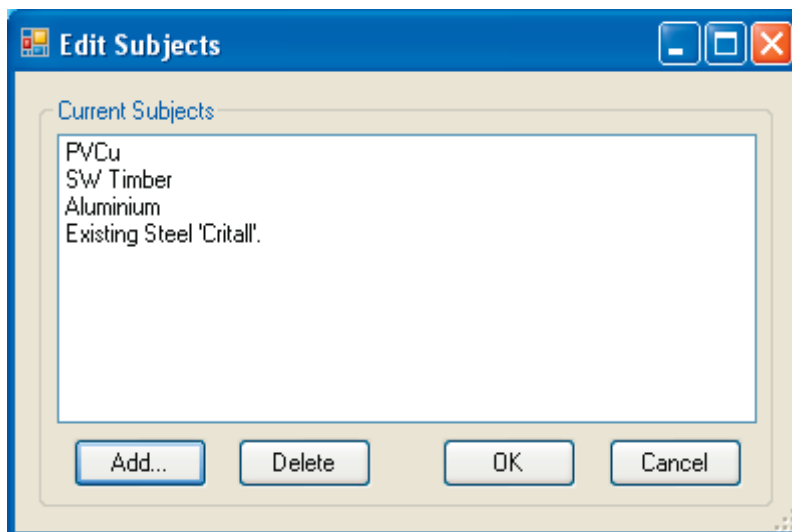 Edit Subjects
Current Subjects
PVCu
SW Timber
Aluminium
Existing Steel 'Critall'.
Add... Delete OK Cancel